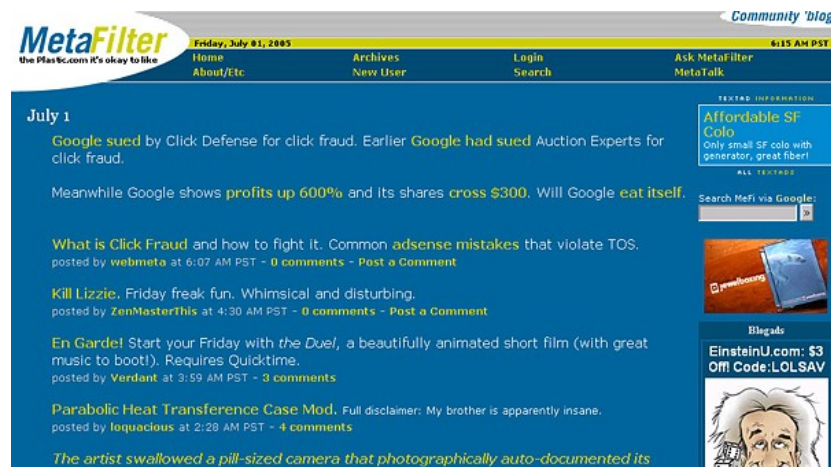 Community 'blog
MetaFilter
the Plastic.com it's okay to like
Friday, July 01, 2005
6:15 AM PST
Home Archives Login Ask MetaFilter
About/Etc New User Search MetaTalk
July 1
Google sued by Click Defense for click fraud. Earlier Google had sued Auction Experts for
click fraud.
Meanwhile Google shows profits up 600% and its shares cross $300. Will Google eat itself.
What is Click Fraud and how to fight it. Common adsense mistakes that violate TOS.
posted by webmeta at 6:07 AM PST - 0 comments - Post a Comment
Kill Lizzie. Friday freak fun. Whimsical and disturbing.
posted by ZenMasterThis at 4:30 AM PST - 0 comments - Post a Comment
En Garde! Start your Friday with the Duel, a beautifully animated short film (with great
music to boot!). Requires Quicktime.
posted by Verdant at 3:59 AM PST - 3 comments
Parabolic Heat Transference Case Mod. Full disclaimer: My brother is apparently insane.
posted by loquacious at 2:28 AM PST - 4 comments
The artist swallowed a pill-sized camera that photographically auto-documented its
TEXTAD INFORMATION
Affordable SF
Colo
Only small SF colo with
generator, great fiber!
ALL TEXTADS
Search MeFi via Google:
»
jewelboxing
Blogads
EinsteinU.com: $3
Off! Code:LOLSAV